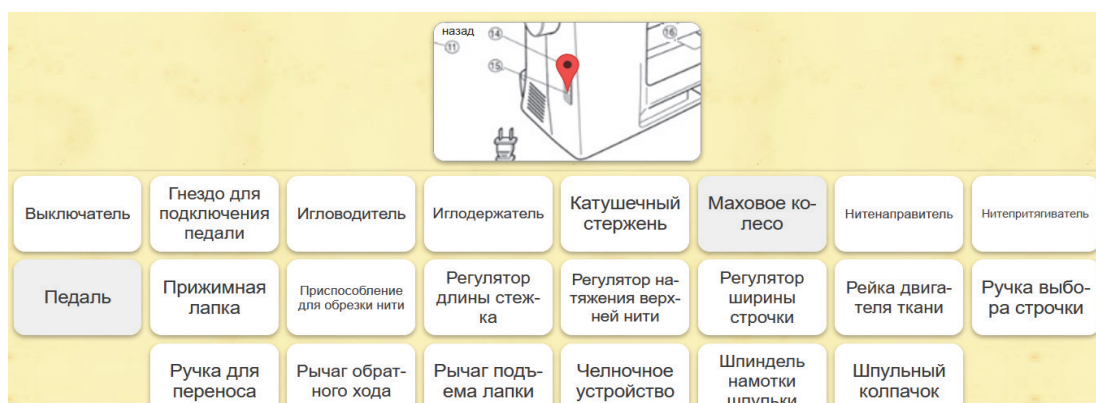 назад
14
16
11
15
Выключатель
Гнездо для
подключения
педали
Игловодитель
Иглодержатель
Катушечный
стержень
Маховое ко-
лесо
Нитенаправитель
Нитепритягиватель
Педаль
Прижимная
лапка
Приспособление
для обрезки нити
Регулятор
длины стеж-
ка
Регулятор на-
тяжения верх-
ней нити
Регулятор
ширины
строчки
Рейка двига-
теля ткани
Ручка выбо-
ра строчки
Ручка для
переноса
Рычаг обрат-
ного хода
Рычаг подъ-
ема лапки
Челночное
устройство
Шпиндель
намотки
шпульки
Шпульный
колпачок